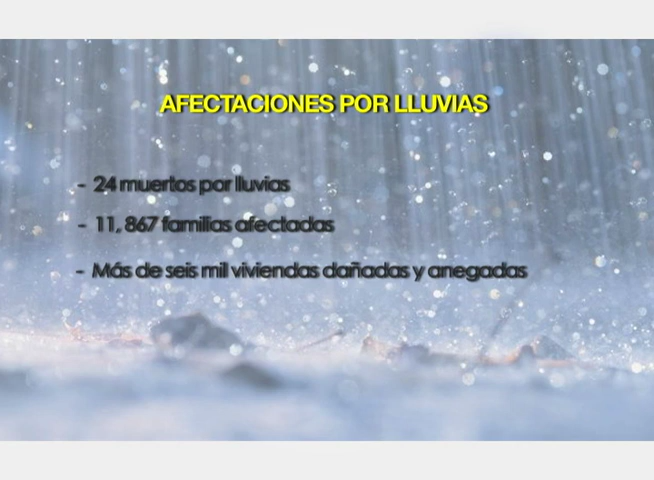 AFECTACIONES POR LLUVIAS
- 24 muertos por lluvias
- 11, 867 familias afectadas
- Más de seis mil viviendas dañadas y anegadas